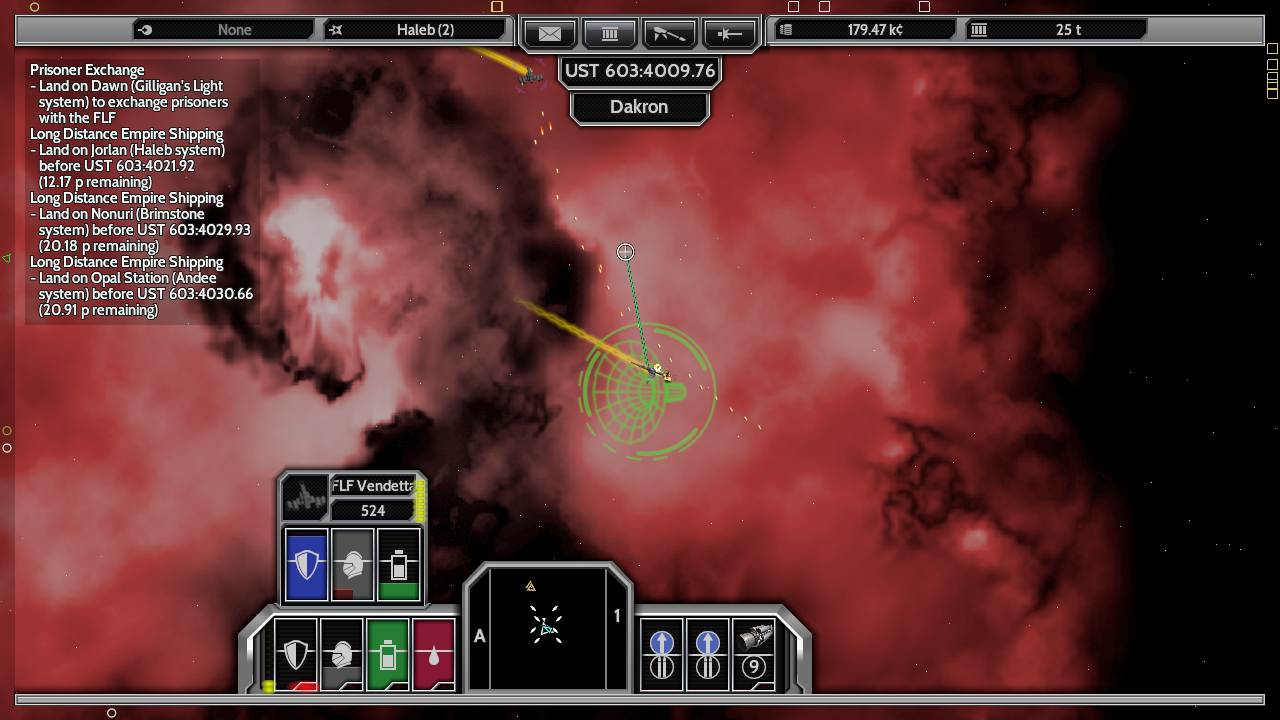 None
Haleb (2)
179.47 k¢
25 t
UST 603:4009.76
Dakron
Prisoner Exchange
- Land on Dawn (Gilligan's Light
system) to exchange prisoners
with the FLF
Long Distance Empire Shipping
- Land on Jorlan (Haleb system)
before UST 603:4021.92
(12.17 p remaining)
Long Distance Empire Shipping
- Land on Nonuri (Brimstone
system) before UST 603:4029.93
(20.18 p remaining)
Long Distance Empire Shipping
- Land on Opal Station (Andee
system) before UST 603:4030.66
(20.91 p remaining)
FLF Vendetta
524
A
1
9